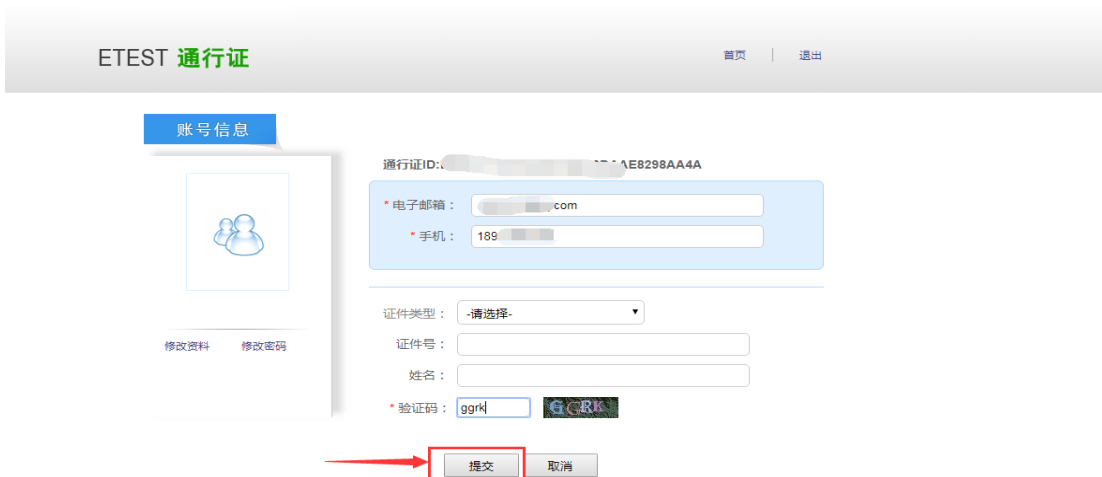 ETEST 通行证
首页 退出
账号信息
通行证ID: AE8298AA4A
* 电子邮箱： com
* 手机： 189
证件类型： -请选择-
证件号：
姓名：
* 验证码： ggrk GGRK
修改资料 修改密码
提交 取消